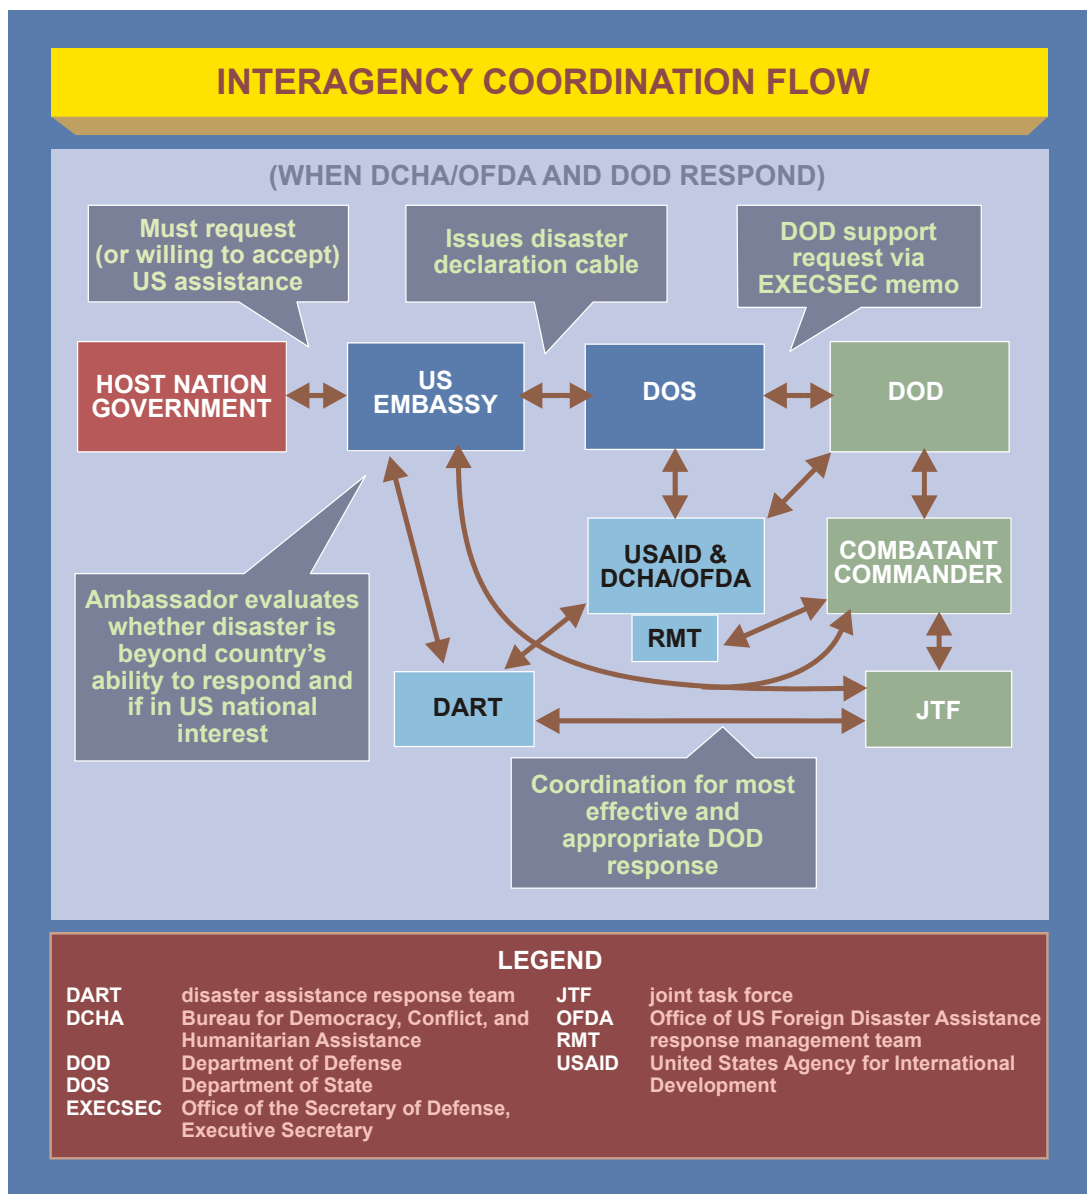 INTERAGENCY COORDINATION FLOW
(WHEN DCHA/OFDA AND DOD RESPOND)
Must request
(or willing to accept)
US assistance
Issues disaster
declaration cable
DOD support
request via
EXECSEC memo
HOST NATION
GOVERNMENT
US
EMBASSY
DOS
DOD
USAID &
DCHA/OFDA
COMBATANT
COMMANDER
RMT
Ambassador evaluates
whether disaster is
beyond country's
ability to respond and
if in US national
interest
DART
JTF
Coordination for most
effective and
appropriate DOD
response
LEGEND
DART disaster assistance response team
DCHA Bureau for Democracy, Conflict, and
Humanitarian Assistance
DOD Department of Defense
DOS Department of State
EXECSEC Office of the Secretary of Defense,
Executive Secretary
JTF joint task force
OFDA Office of US Foreign Disaster Assistance
RMT response management team
USAID United States Agency for International
Development